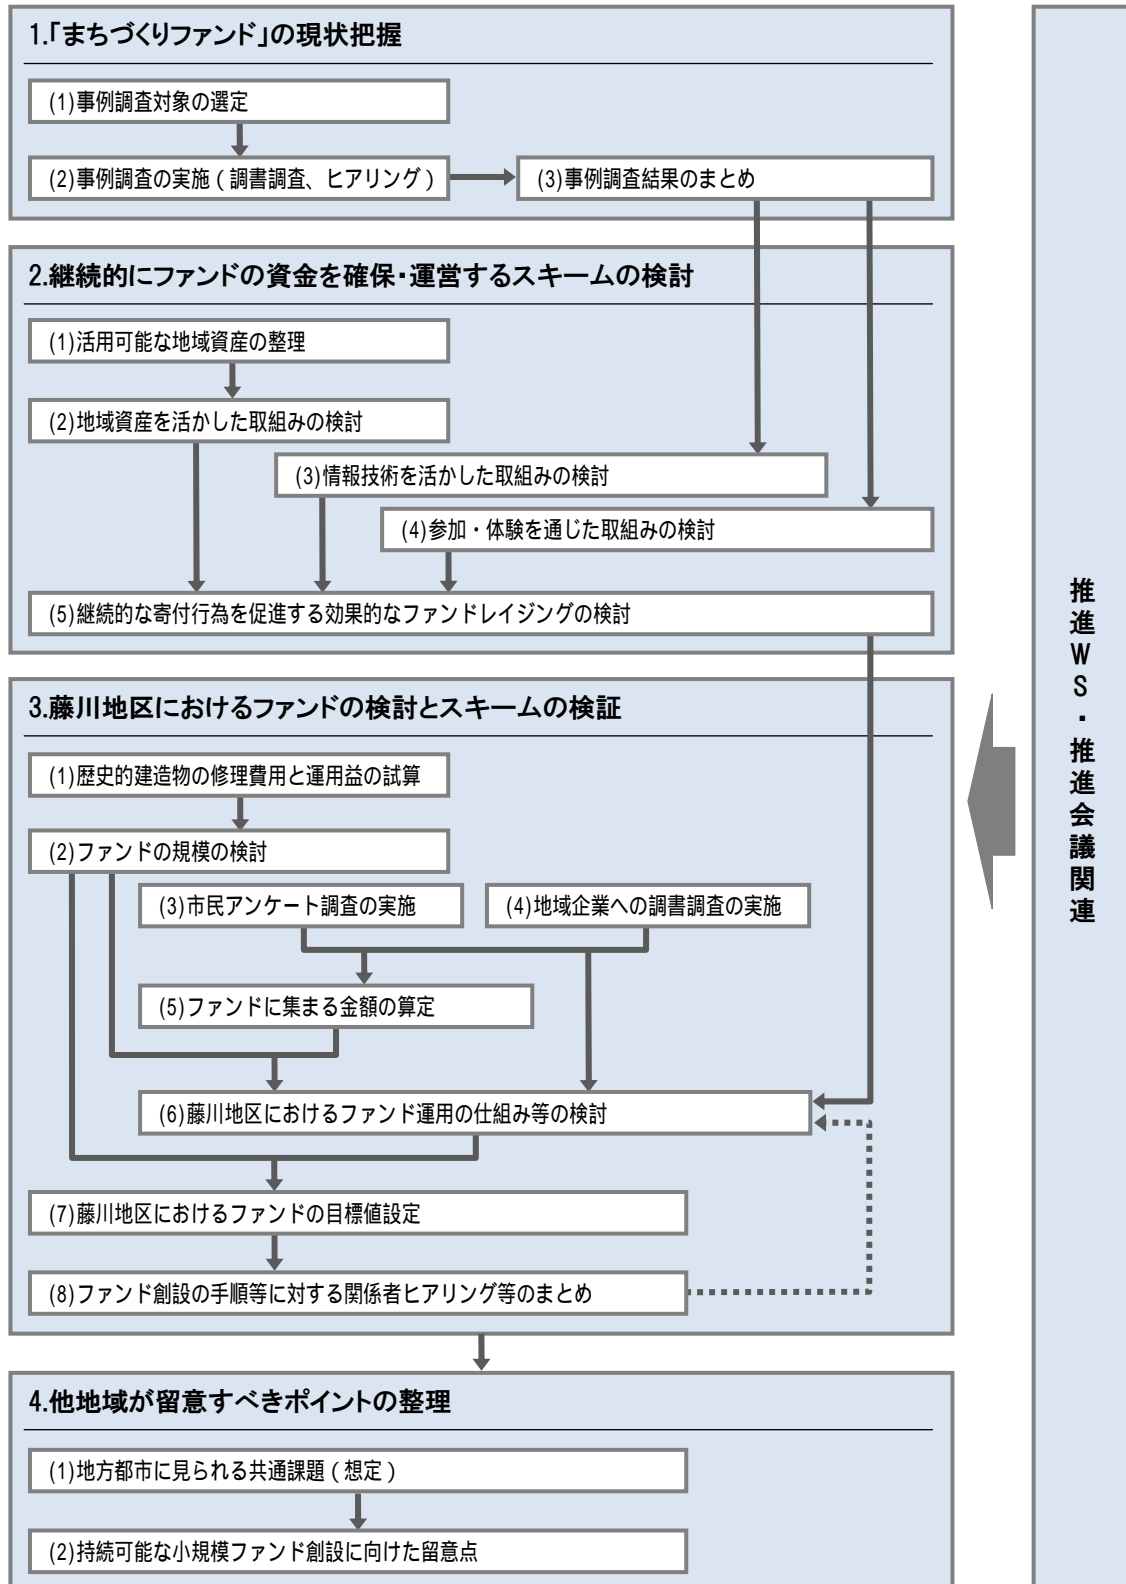 1.「まちづくりファンド」の現状把握
(1)事例調査対象の選定
(2)事例調査の実施（調書調査、ヒアリング）
(3)事例調査結果のまとめ
2.継続的にファンドの資金を確保・運営するスキームの検討
(1)活用可能な地域資産の整理
(2)地域資産を活かした取組みの検討
(3)情報技術を活かした取組みの検討
(4)参加・体験を通じた取組みの検討
(5)継続的な寄付行為を促進する効果的なファンドレイジングの検討
3.藤川地区におけるファンドの検討とスキームの検証
(1)歴史的建造物の修理費用と運用益の試算
(2)ファンドの規模の検討
(3)市民アンケート調査の実施
(4)地域企業への調書調査の実施
(5)ファンドに集まる金額の算定
(6)藤川地区におけるファンド運用の仕組み等の検討
(7)藤川地区におけるファンドの目標値設定
(8)ファンド創設の手順等に対する関係者ヒアリング等のまとめ
4.他地域が留意すべきポイントの整理
(1)地方都市に見られる共通課題（想定）
(2)持続可能な小規模ファンド創設に向けた留意点
推進ＷＳ・推進会議関連